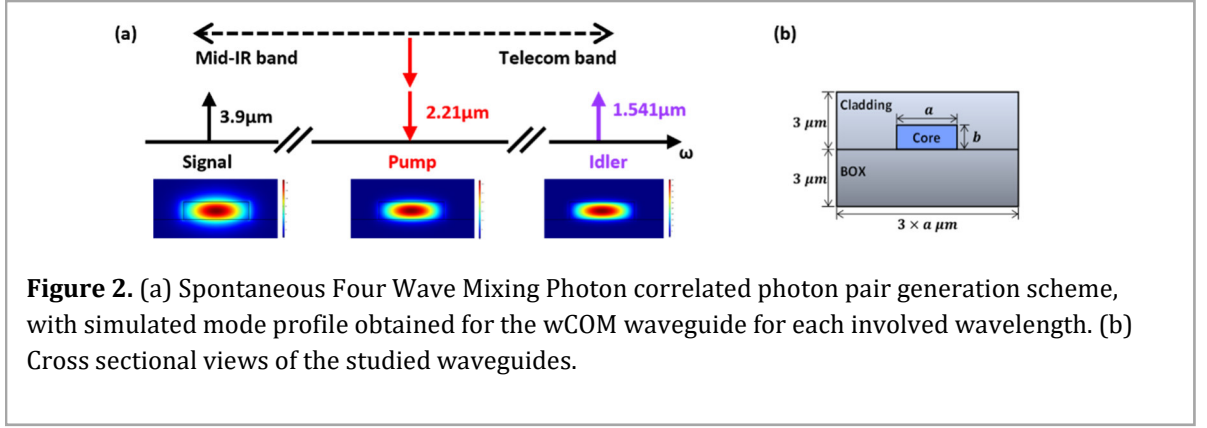 (a)
Mid-IR band
Telecom band
3.9μm
2.21μm
1.541μm
ω
Signal
Pump
Idler
(b)
Cladding
a
3 μm
Core
b
BOX
3 μm
3 × a μm
Figure 2. (a) Spontaneous Four Wave Mixing Photon correlated photon pair generation scheme,
with simulated mode profile obtained for the wCOM waveguide for each involved wavelength. (b)
Cross sectional views of the studied waveguides.